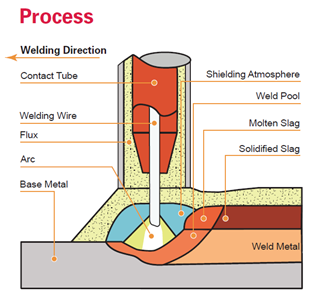 Process
Welding Direction
Contact Tube
Shielding Atmosphere
Weld Pool
Welding Wire
Molten Slag
Flux
Solidified Slag
Arc
Base Metal
Weld Metal